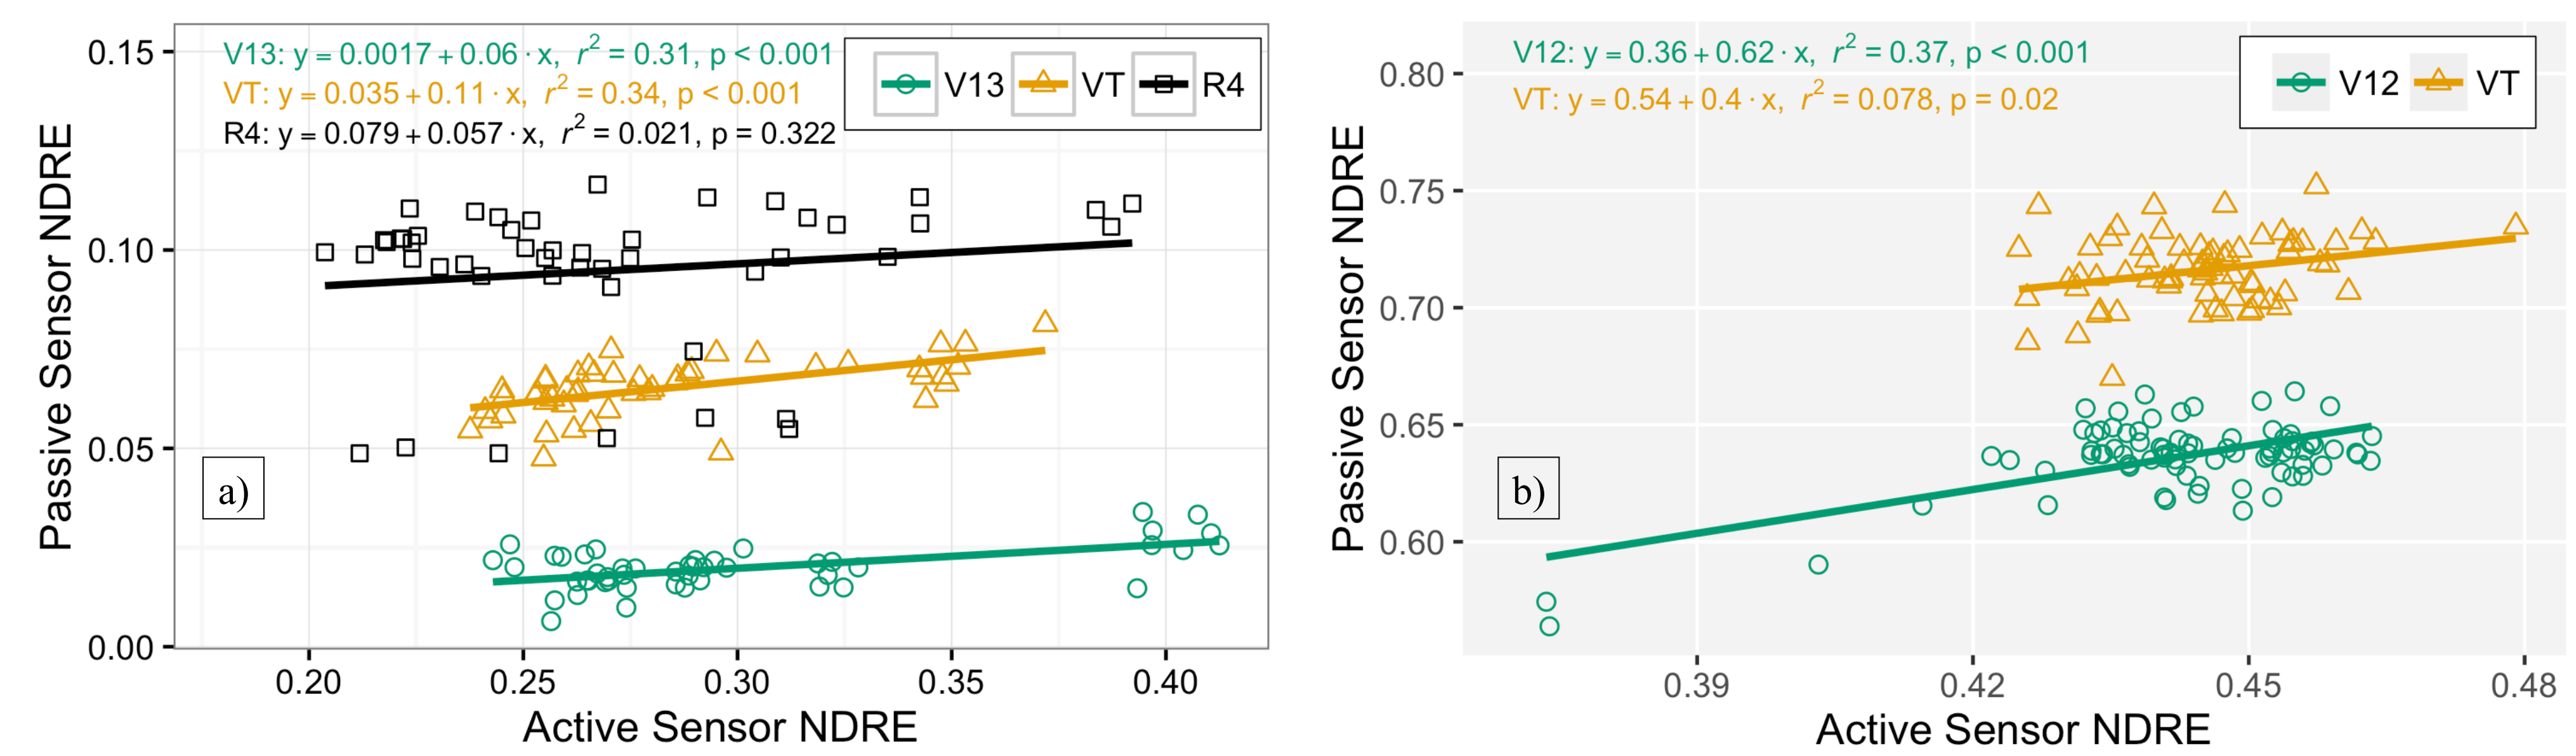 V13: y = 0.0017 + 0.06 · x, r² = 0.31, p < 0.001
VT: y = 0.035 + 0.11 · x, r² = 0.34, p < 0.001
R4: y = 0.079 + 0.057 · x, r² = 0.021, p = 0.322
V13 VT R4
0.15
0.10
0.05
0.00
Passive Sensor NDRE
a)
0.20 0.25 0.30 0.35 0.40
Active Sensor NDRE
V12: y = 0.36 + 0.62 · x, r² = 0.37, p < 0.001
VT: y = 0.54 + 0.4 · x, r² = 0.078, p = 0.02
V12 VT
0.80
0.75
0.70
0.65
0.60
Passive Sensor NDRE
b)
0.39 0.42 0.45 0.48
Active Sensor NDRE